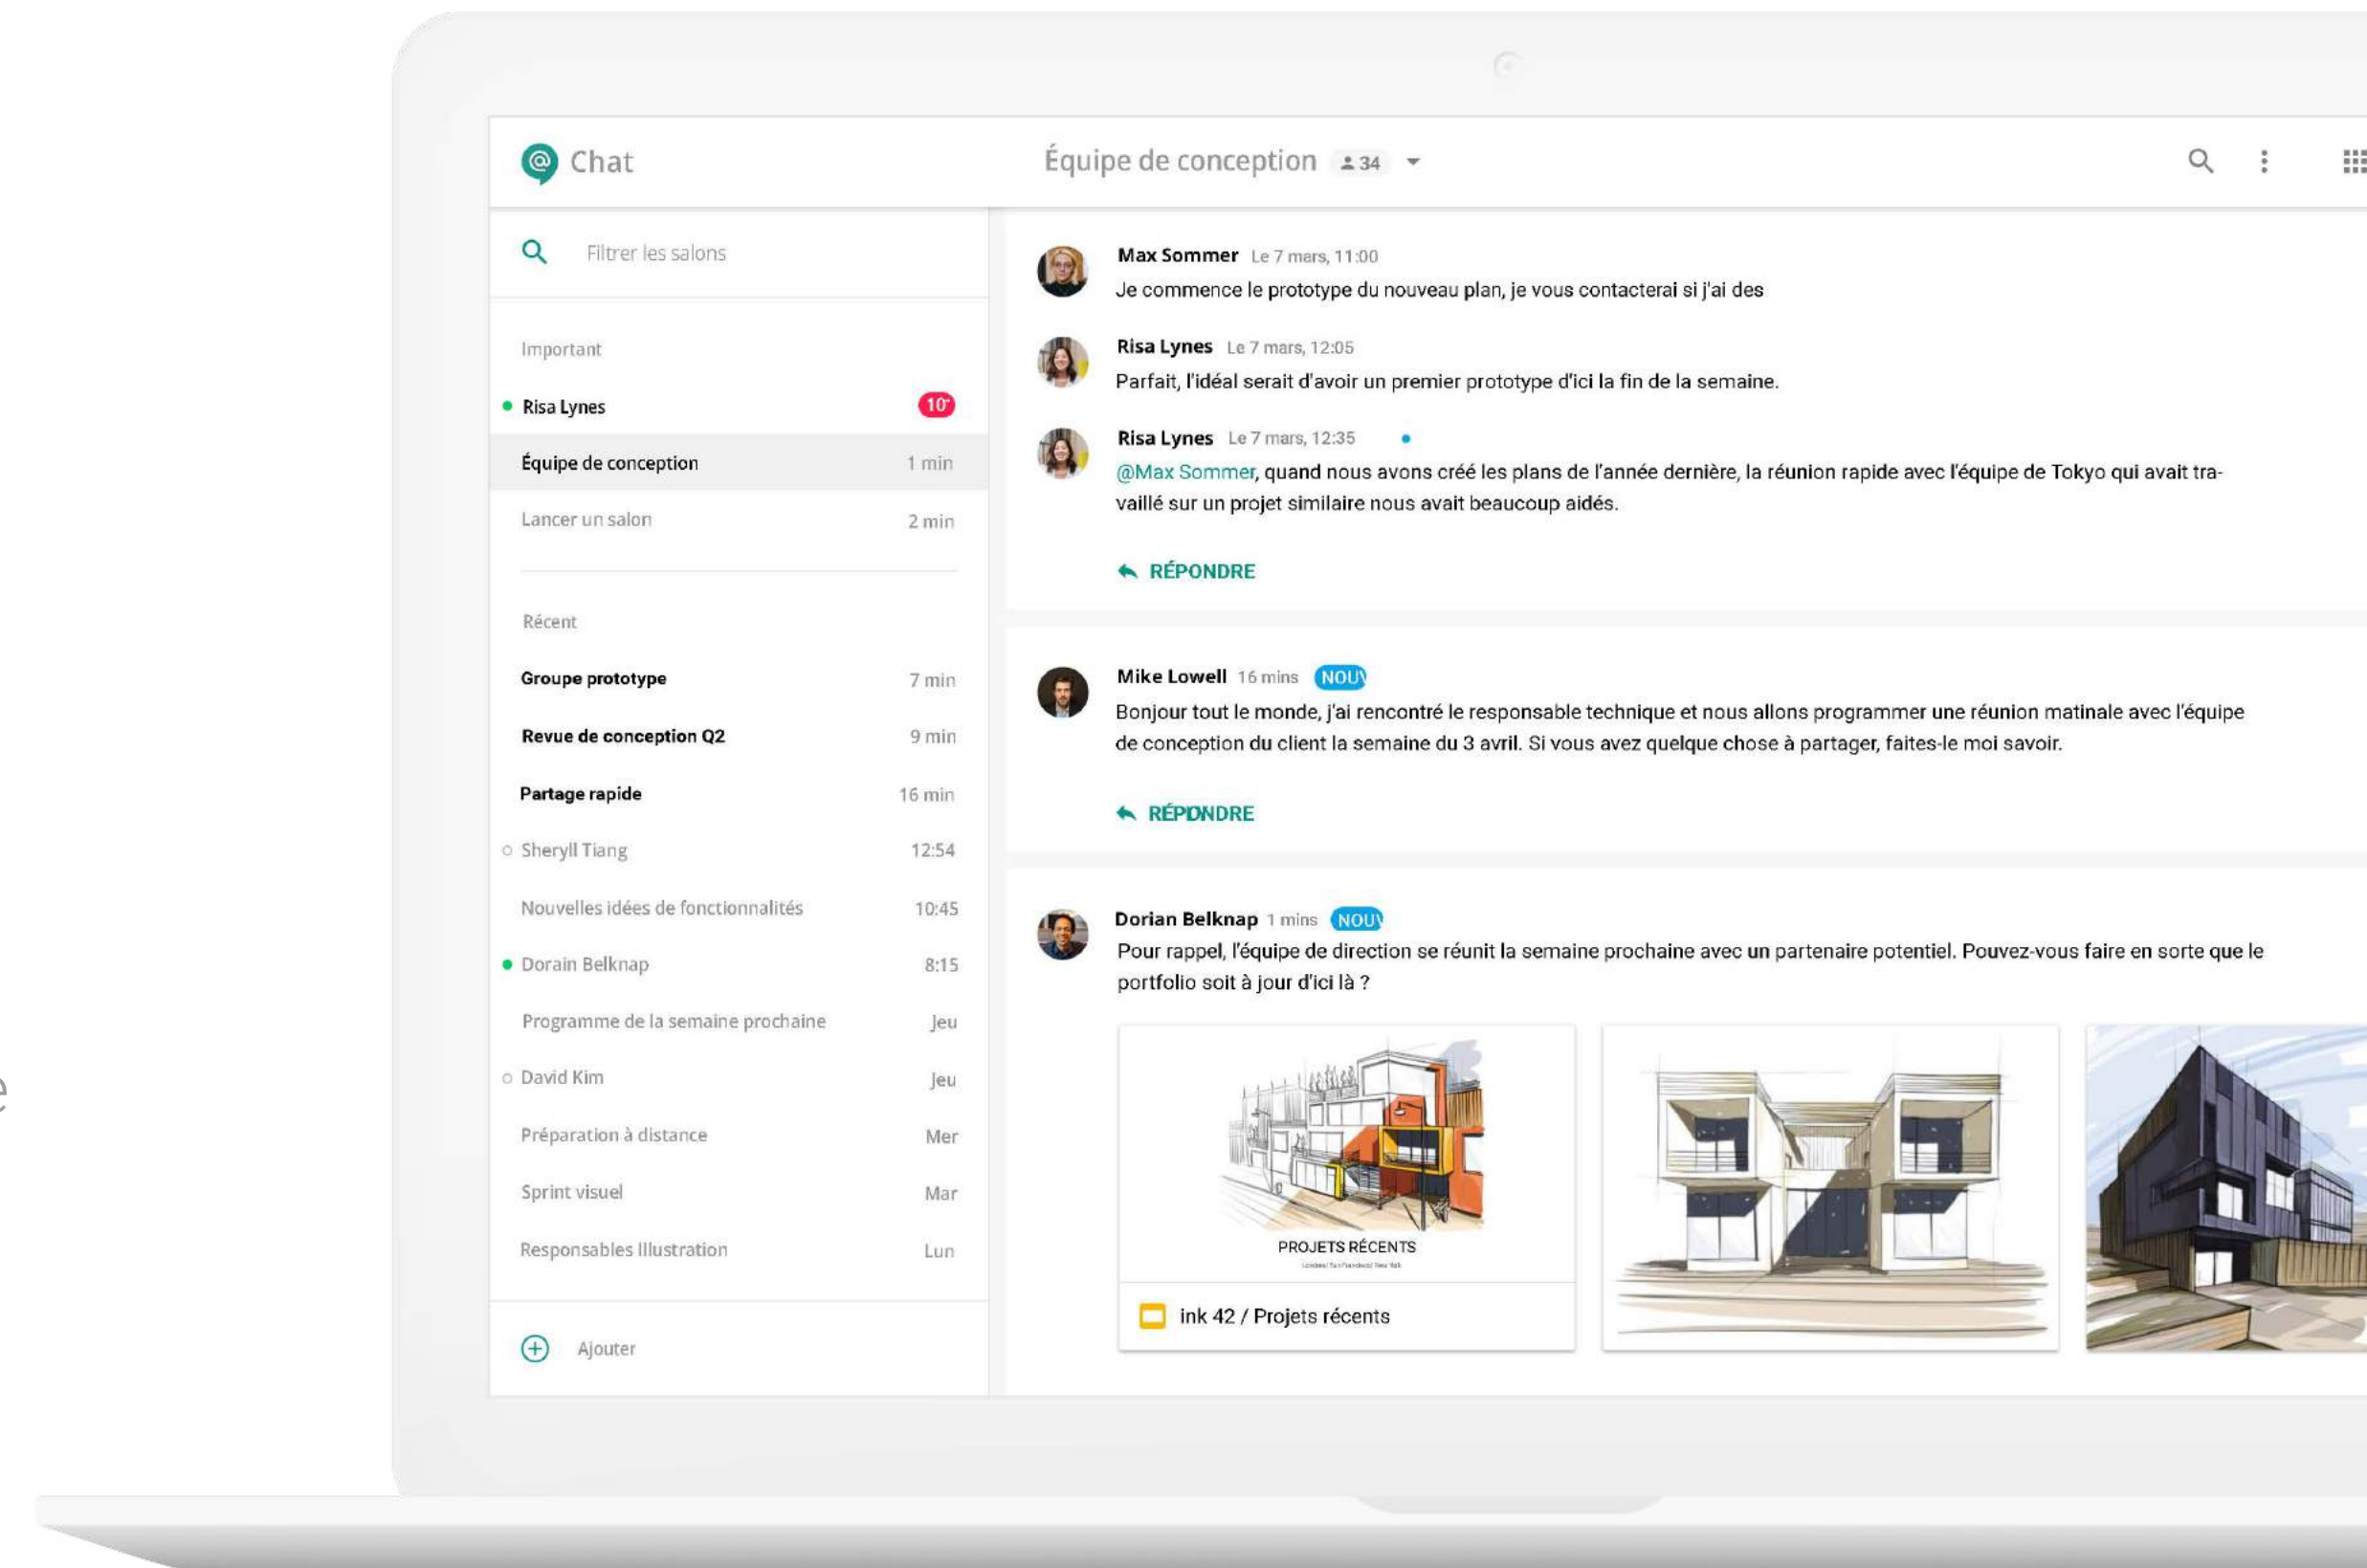 Chat
Équipe de conception 34
Filtrer les salons
Important
Risa Lynes 10
Équipe de conception 1 min
Lancer un salon 2 min
Récent
Groupe prototype 7 min
Revue de conception Q2 9 min
Partage rapide 16 min
Sheryll Tiang 12:54
Nouvelles idées de fonctionnalités 10:45
Dorain Belknap 8:15
Programme de la semaine prochaine Jeu
David Kim Jeu
Préparation à distance Mer
Sprint visuel Mar
Responsables Illustration Lun
Ajouter
Max Sommer Le 7 mars, 11:00
Je commence le prototype du nouveau plan, je vous contacterai si j'ai des
Risa Lynes Le 7 mars, 12:05
Parfait, l'idéal serait d'avoir un premier prototype d'ici la fin de la semaine.
Risa Lynes Le 7 mars, 12:35
@Max Sommer, quand nous avons créé les plans de l'année dernière, la réunion rapide avec l'équipe de Tokyo qui avait tra-
vaillé sur un projet similaire nous avait beaucoup aidés.
RÉPONDRE
Mike Lowell 16 mins NOUV
Bonjour tout le monde, j'ai rencontré le responsable technique et nous allons programmer une réunion matinale avec l'équipe
de conception du client la semaine du 3 avril. Si vous avez quelque chose à partager, faites-le moi savoir.
RÉPONDRE
Dorian Belknap 1 mins NOUV
Pour rappel, l'équipe de direction se réunit la semaine prochaine avec un partenaire potentiel. Pouvez-vous faire en sorte que le
portfolio soit à jour d'ici là ?
PROJETS RÉCENTS
Londres/ San Francisco/ New York
ink 42 / Projets récents
e